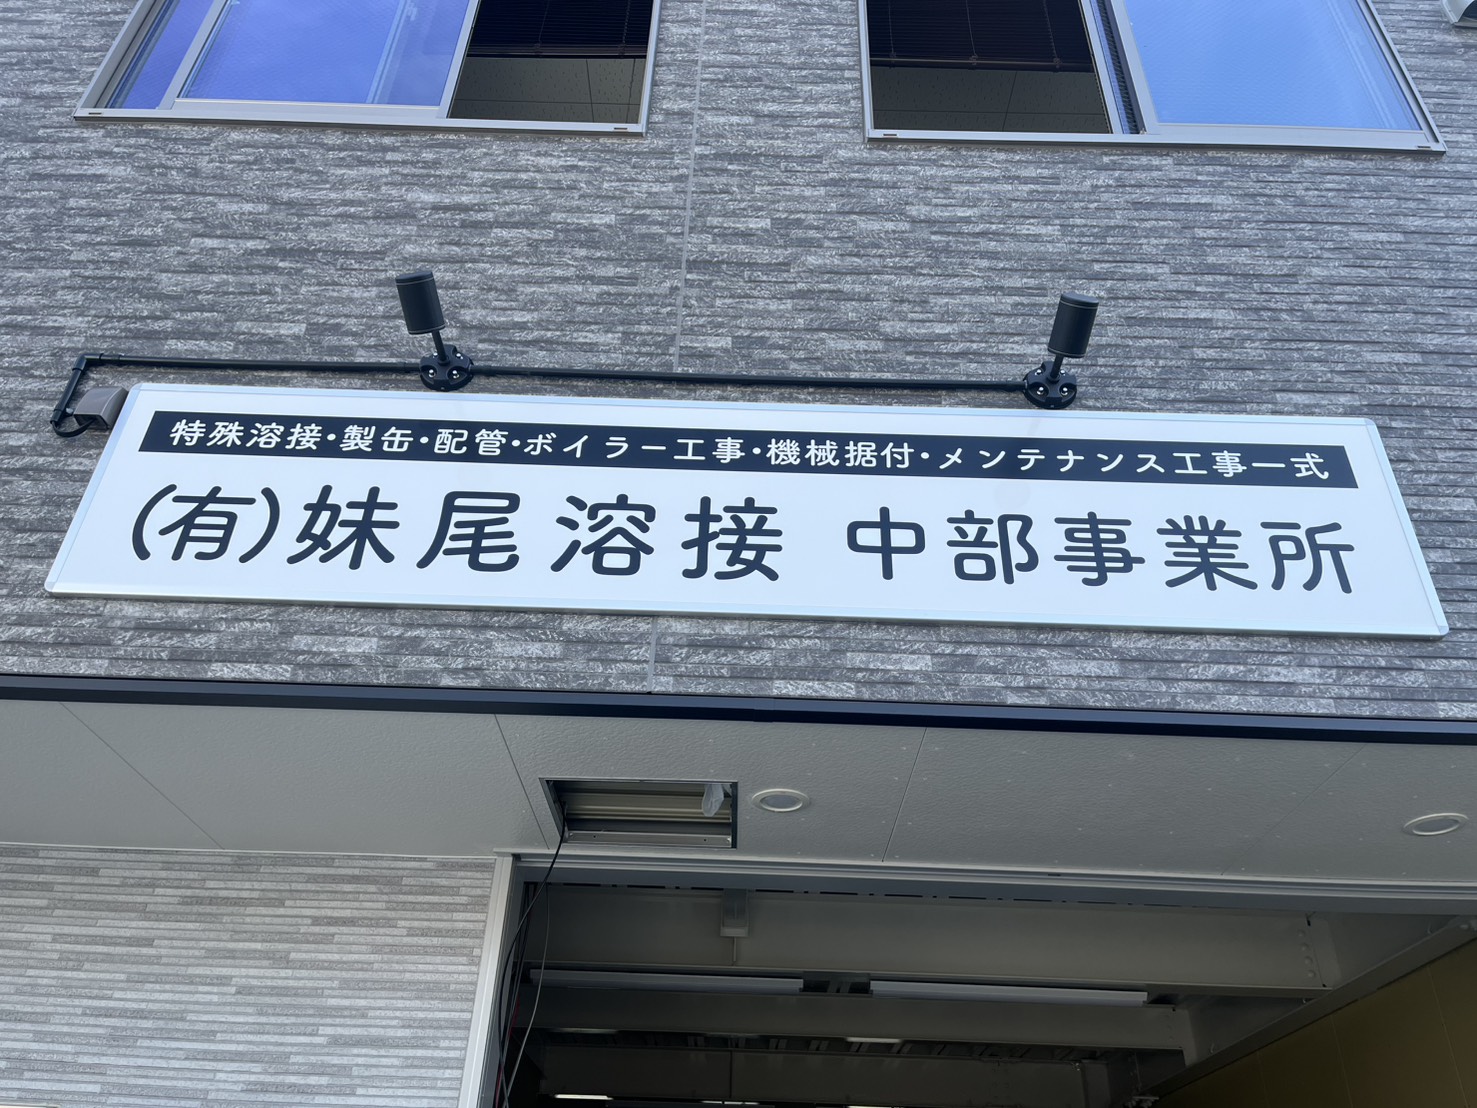 特殊溶接・製缶・配管・ボイラー工事・機械据付・メンテナンス工事一式
(有)妹尾溶接 中部事業所